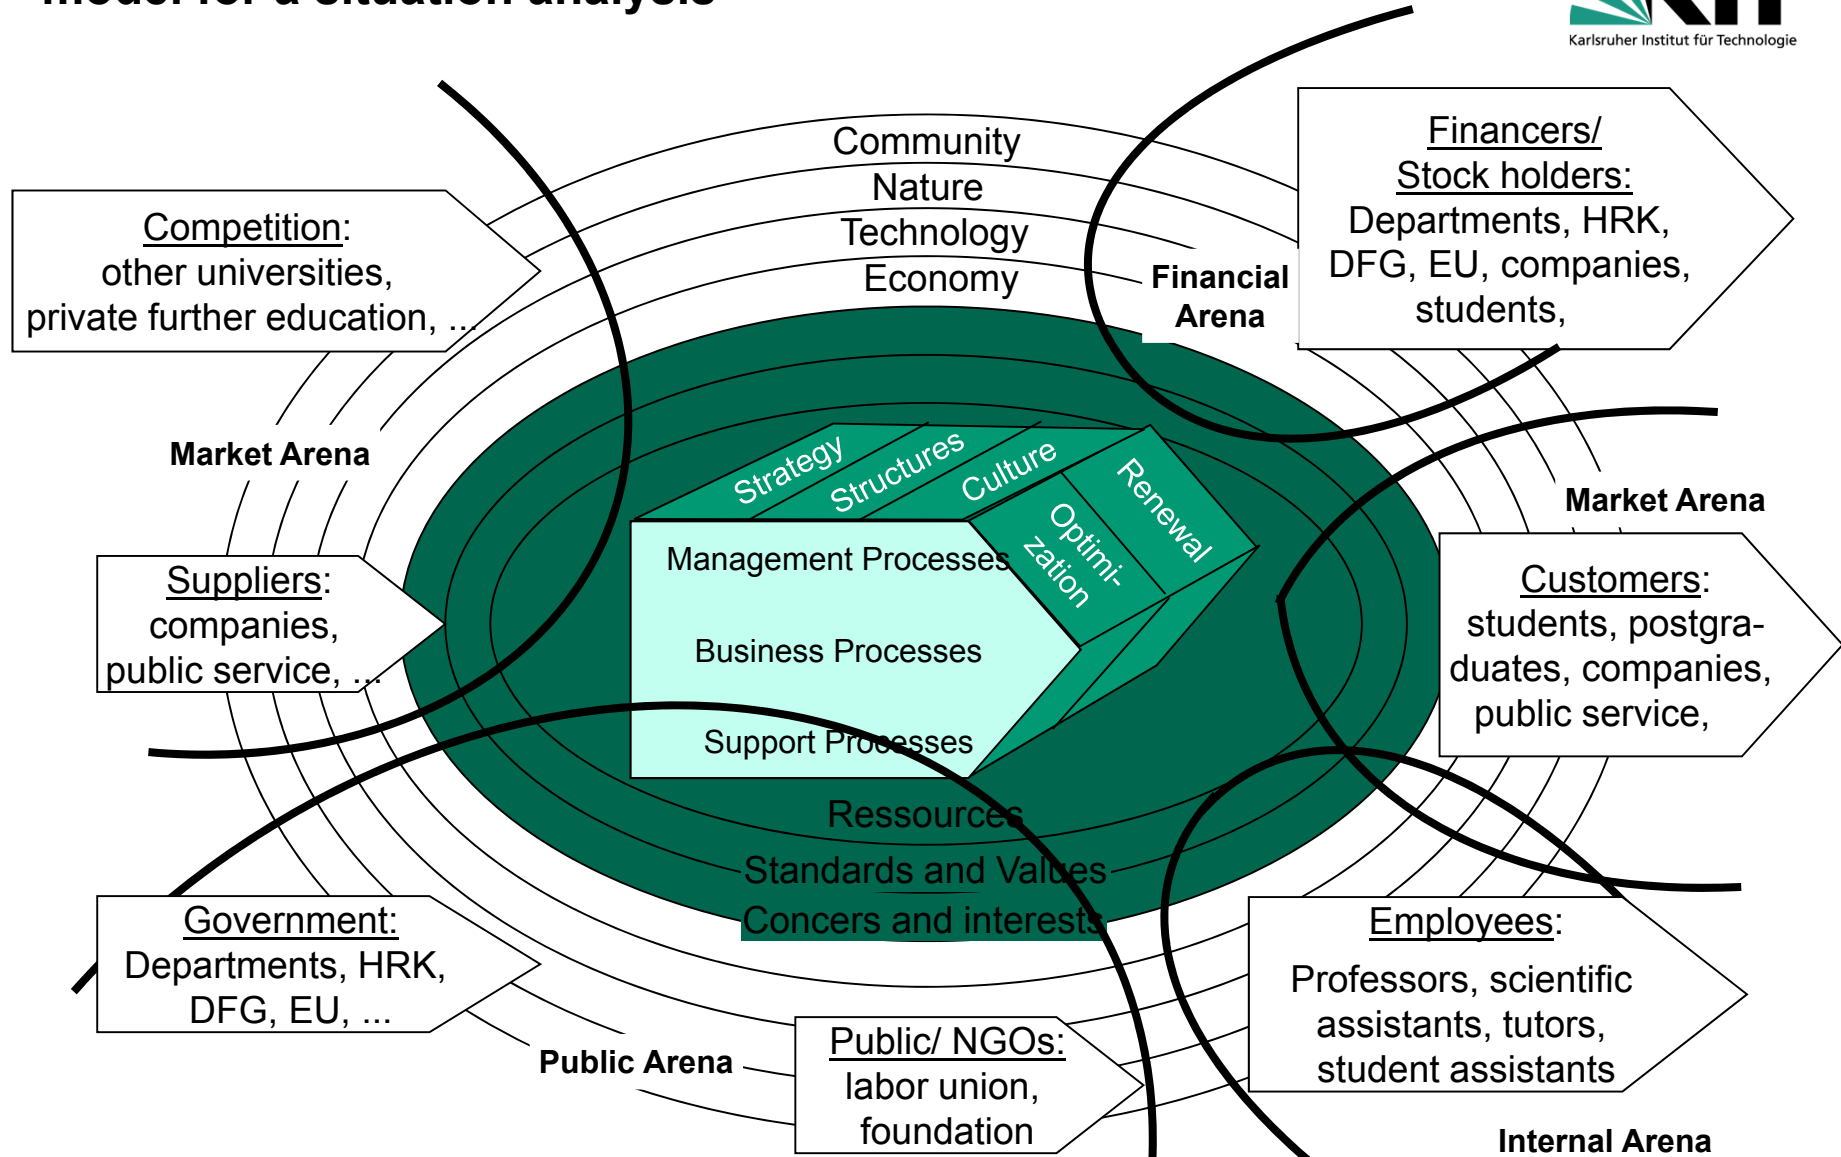 model for a situation analysis
KIT
Karlsruher Institut für Technologie
Community
Nature
Technology
Economy
Financers/
Stock holders:
Departments, HRK,
DFG, EU, companies,
students,
Competition:
other universities,
private further education, ...
Financial
Arena
Market Arena
Market Arena
Strategy
Structures
Culture
Optimi-
zation
Renewal
Management Processes
Business Processes
Support Processes
Suppliers:
companies,
public service, ...
Customers:
students, postgra-
duates, companies,
public service,
Ressources
Standards and Values
Concers and interests
Government:
Departments, HRK,
DFG, EU, ...
Employees:
Professors, scientific
assistants, tutors,
student assistants
Public Arena
Public/ NGOs:
labor union,
foundation
Internal Arena